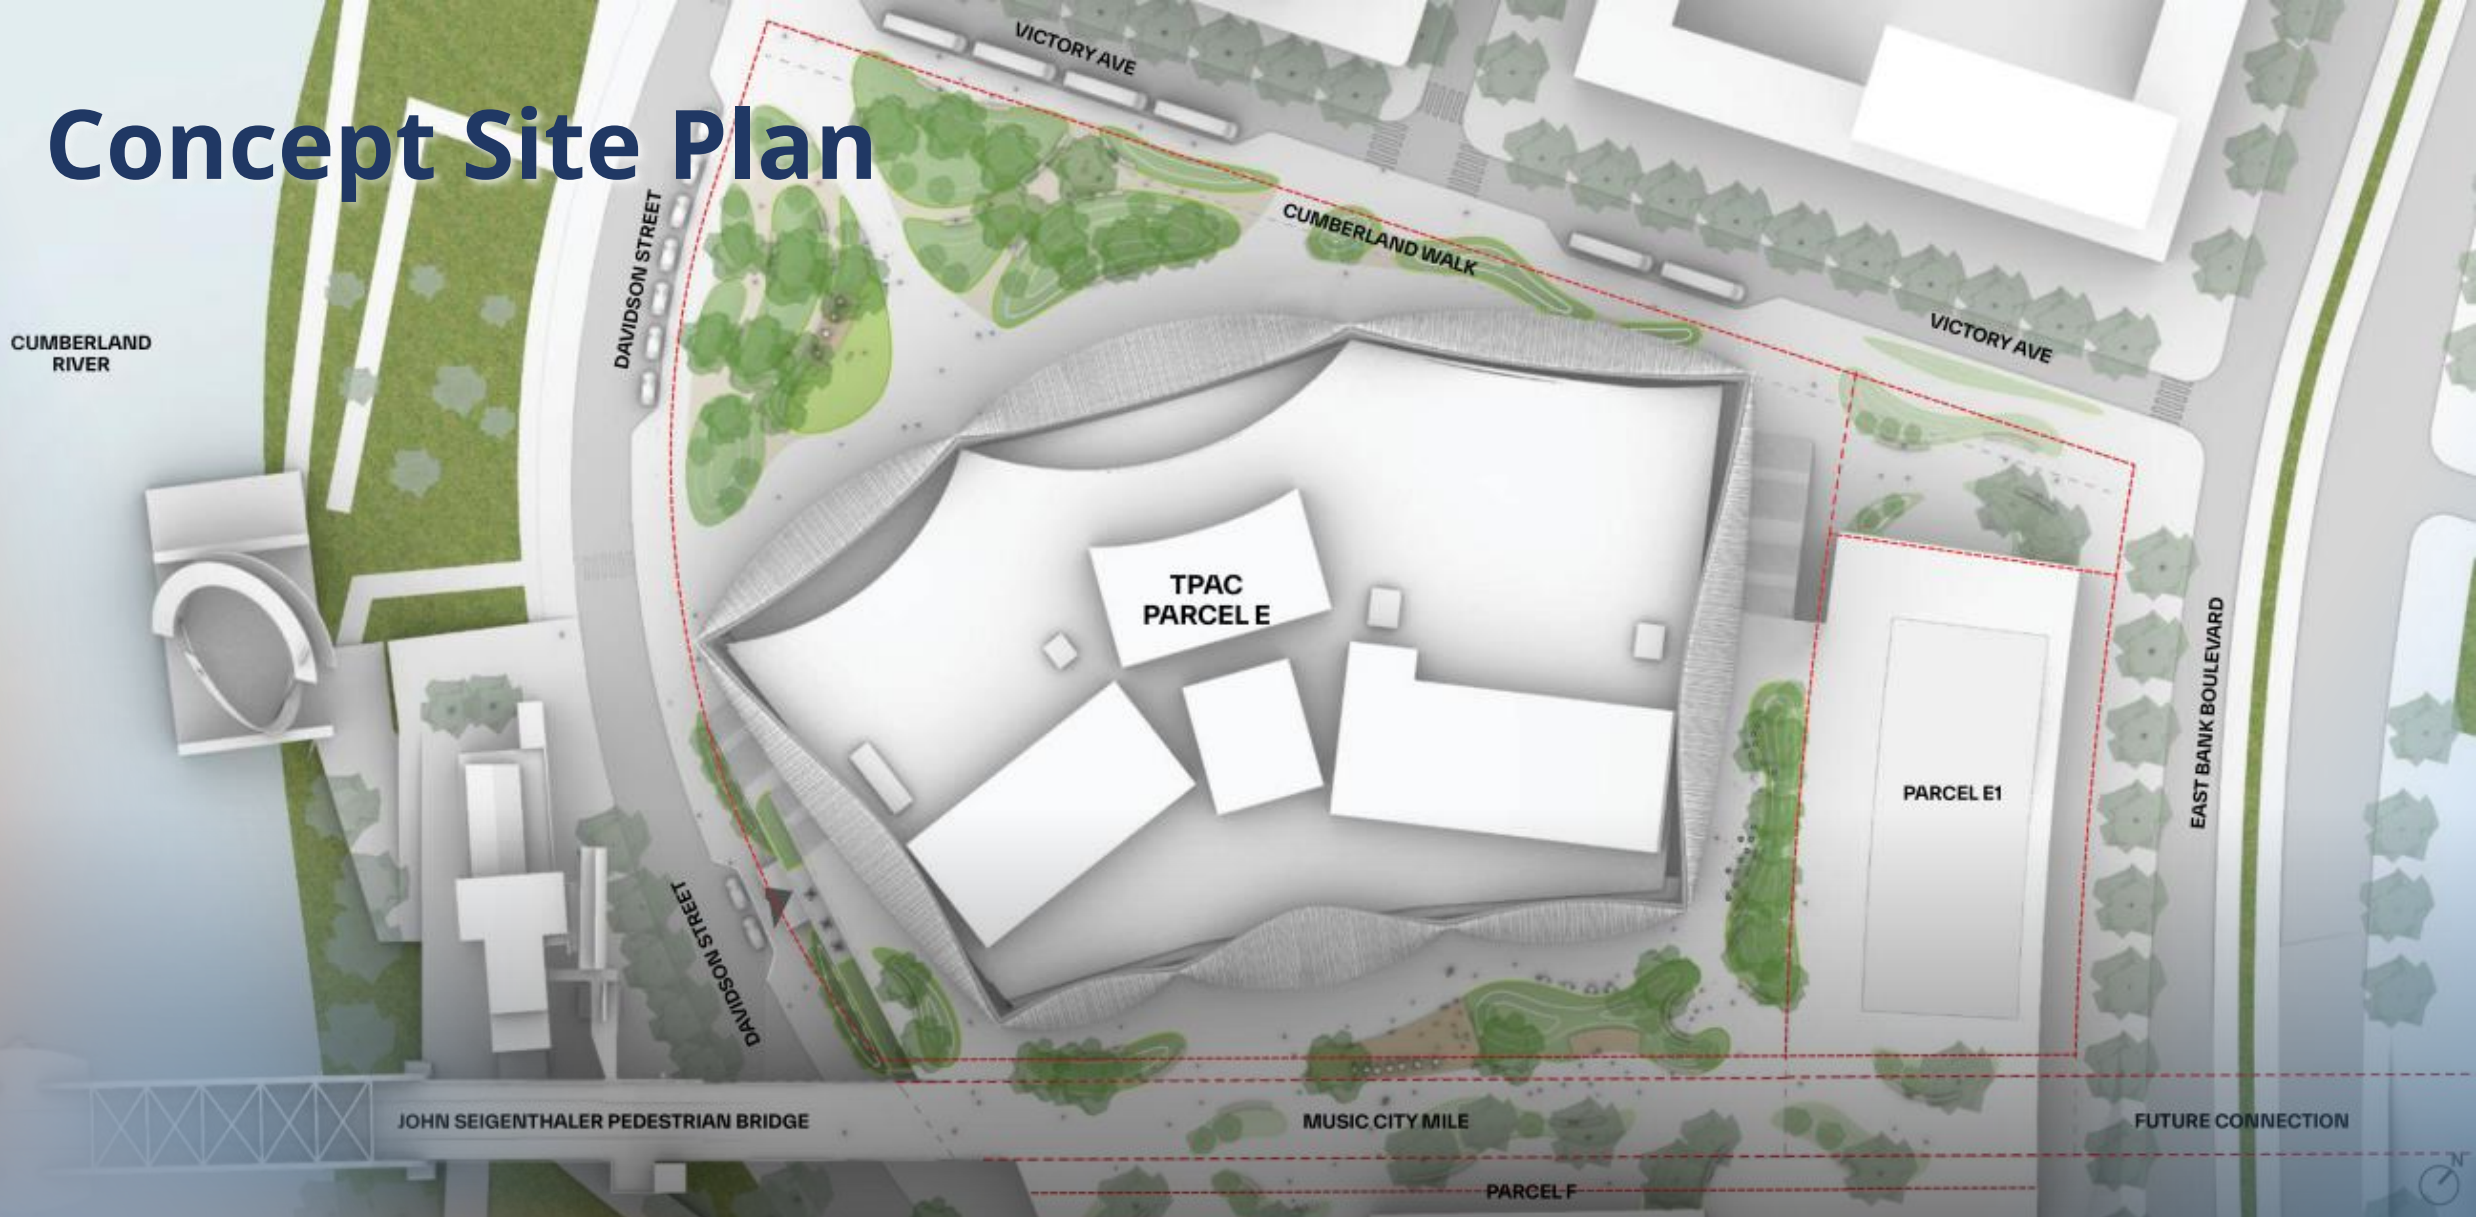 Concept Site Plan
VICTORY AVE
DAVIDSON STREET
CUMBERLAND WALK
CUMBERLAND
RIVER
VICTORY AVE
TPAC
PARCEL E
EAST BANK BOULEVARD
PARCEL E1
DAVIDSON STREET
JOHN SEIGENTHALER PEDESTRIAN BRIDGE
MUSIC CITY MILE
FUTURE CONNECTION
N
PARCEL F